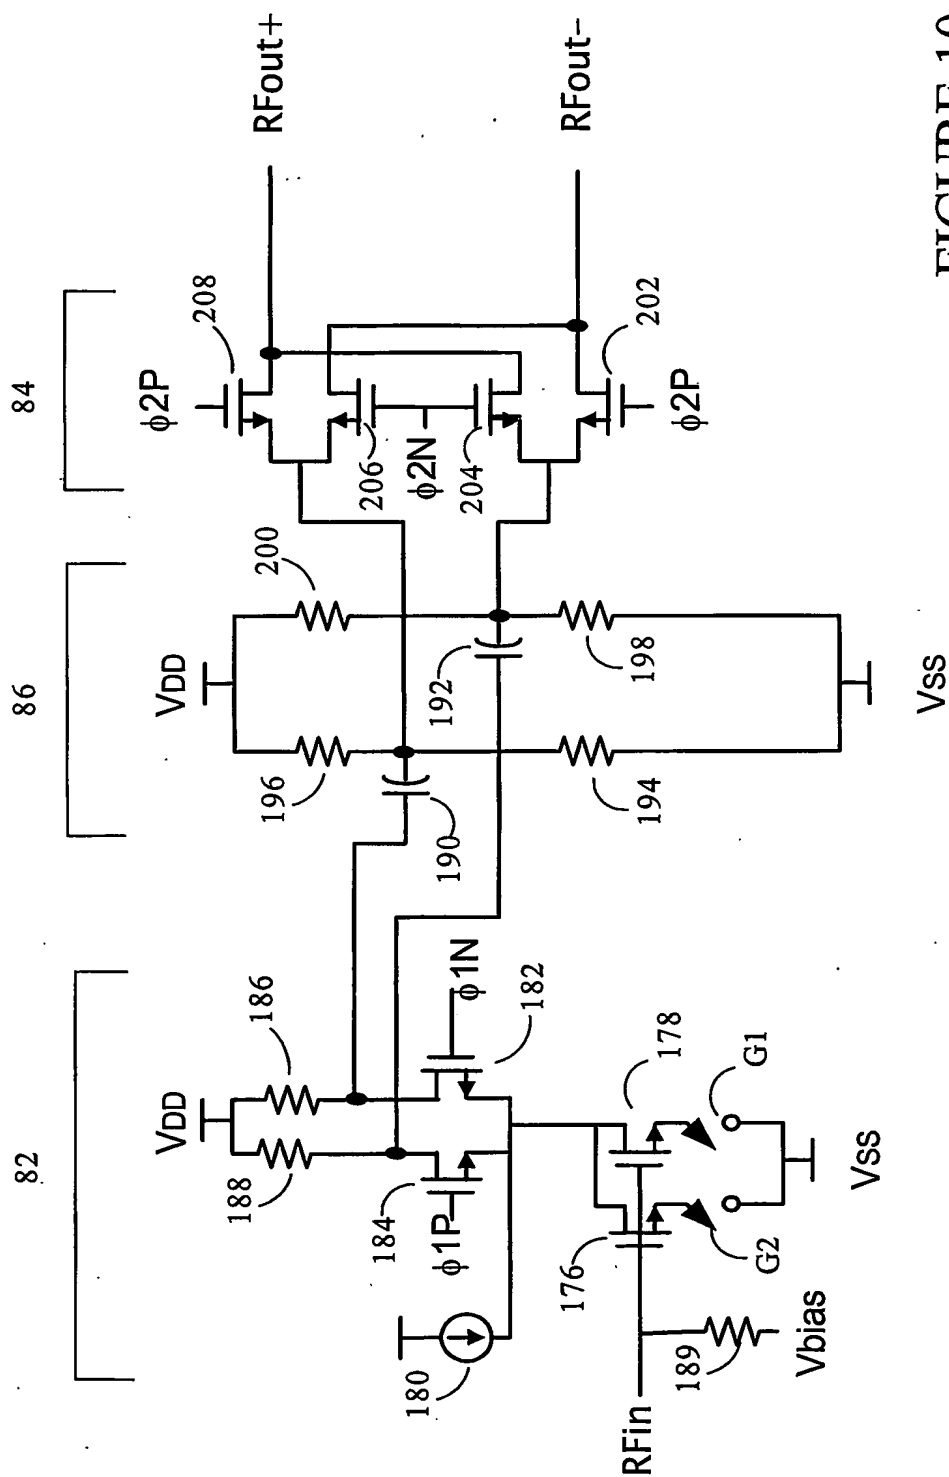 82
86
84
VDD
VDD
φ2P
208
188
186
196
200
RFout+
180
φ1P
184
φ1N
182
190
192
206
φ2N
204
176
178
RFin
189
Vbias
G2
G1
194
198
202
φ2P
RFout-
Vss
Vss
FIGURE 10